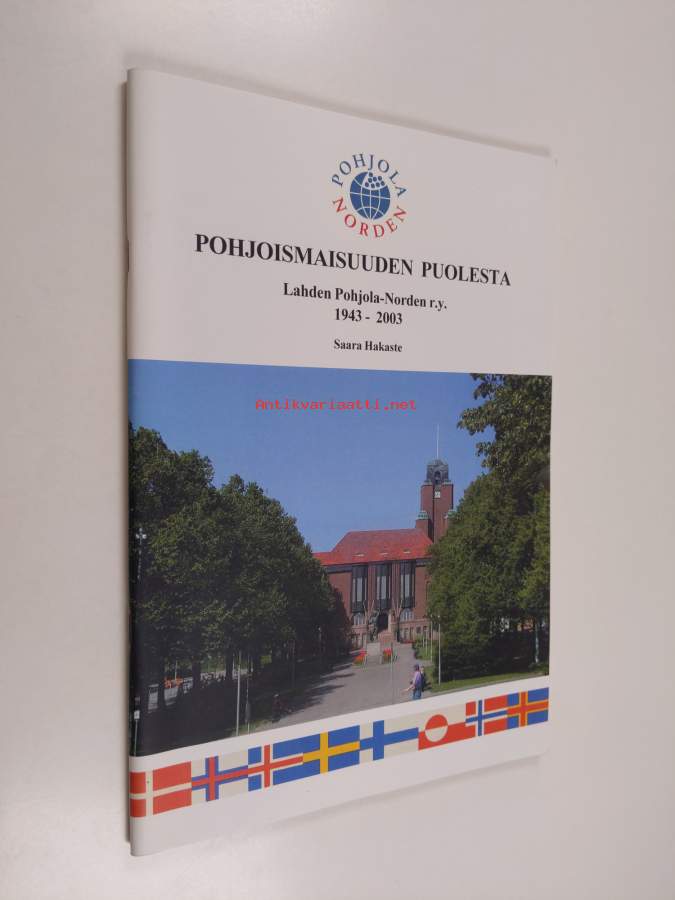 POHJOLA
NORDEN
POHJOISMAISUUDEN PUOLESTA
Lahden Pohjola-Norden r.y.
1943 - 2003
Saara Hakaste
Antikvariaatti.net